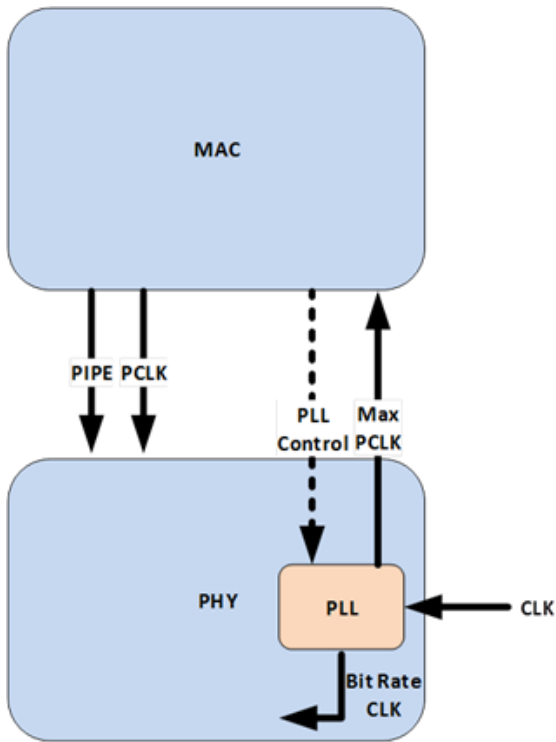 MAC
PIPE
PCLK
PLL
Control
Max
PCLK
PHY
PLL
CLK
Bit Rate
CLK